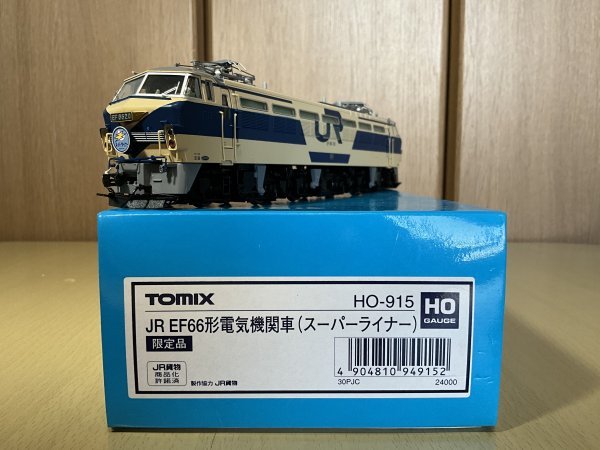 EF 6620
JR
TOMIX
HO-915
HO
GAUGE
JR EF66形電気機関車(スーパーライナー)
限定品
JR貨物
商品化
許諾済
製作協力 JR貨物
4 904810 949152
30PJC
24000